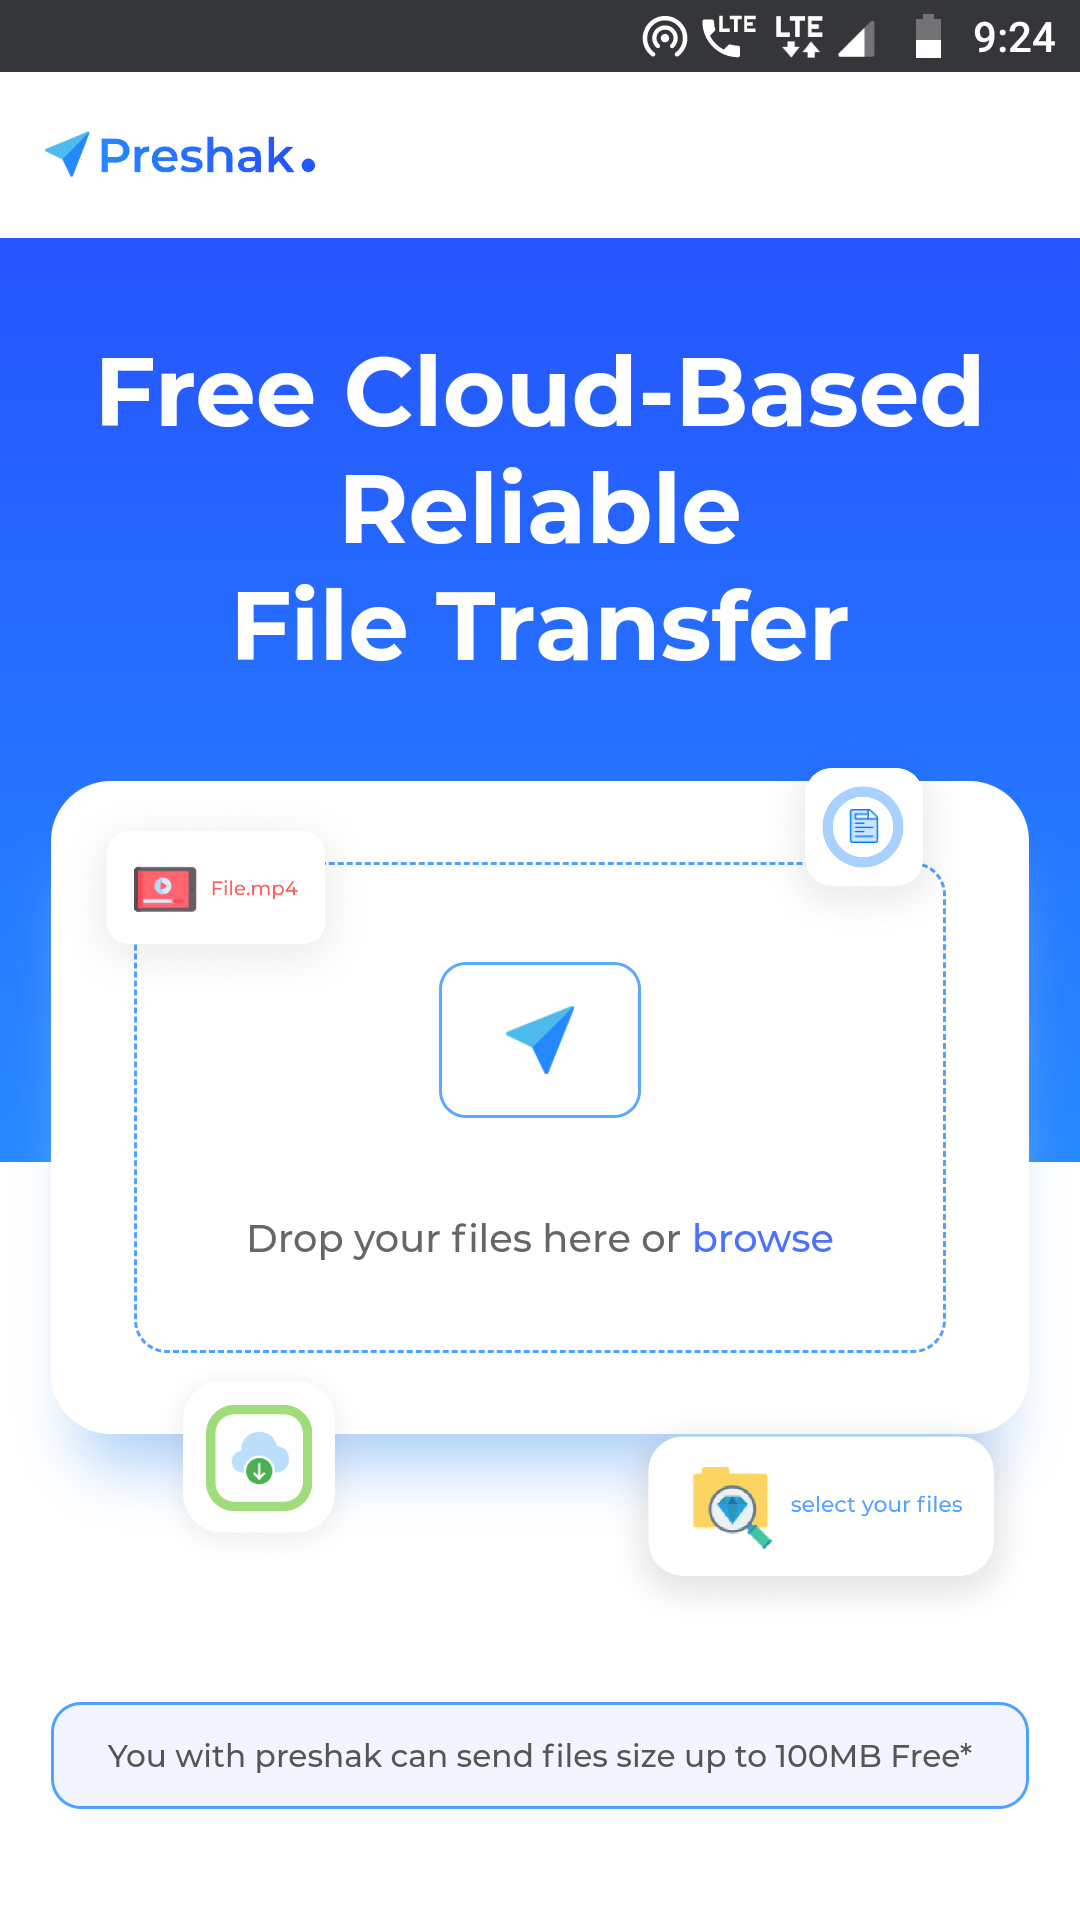 LTE LTE 9:24
Preshak.
Free Cloud-Based
Reliable
File Transfer
File.mp4
Drop your files here or browse
select your files
You with preshak can send files size up to 100MB Free*